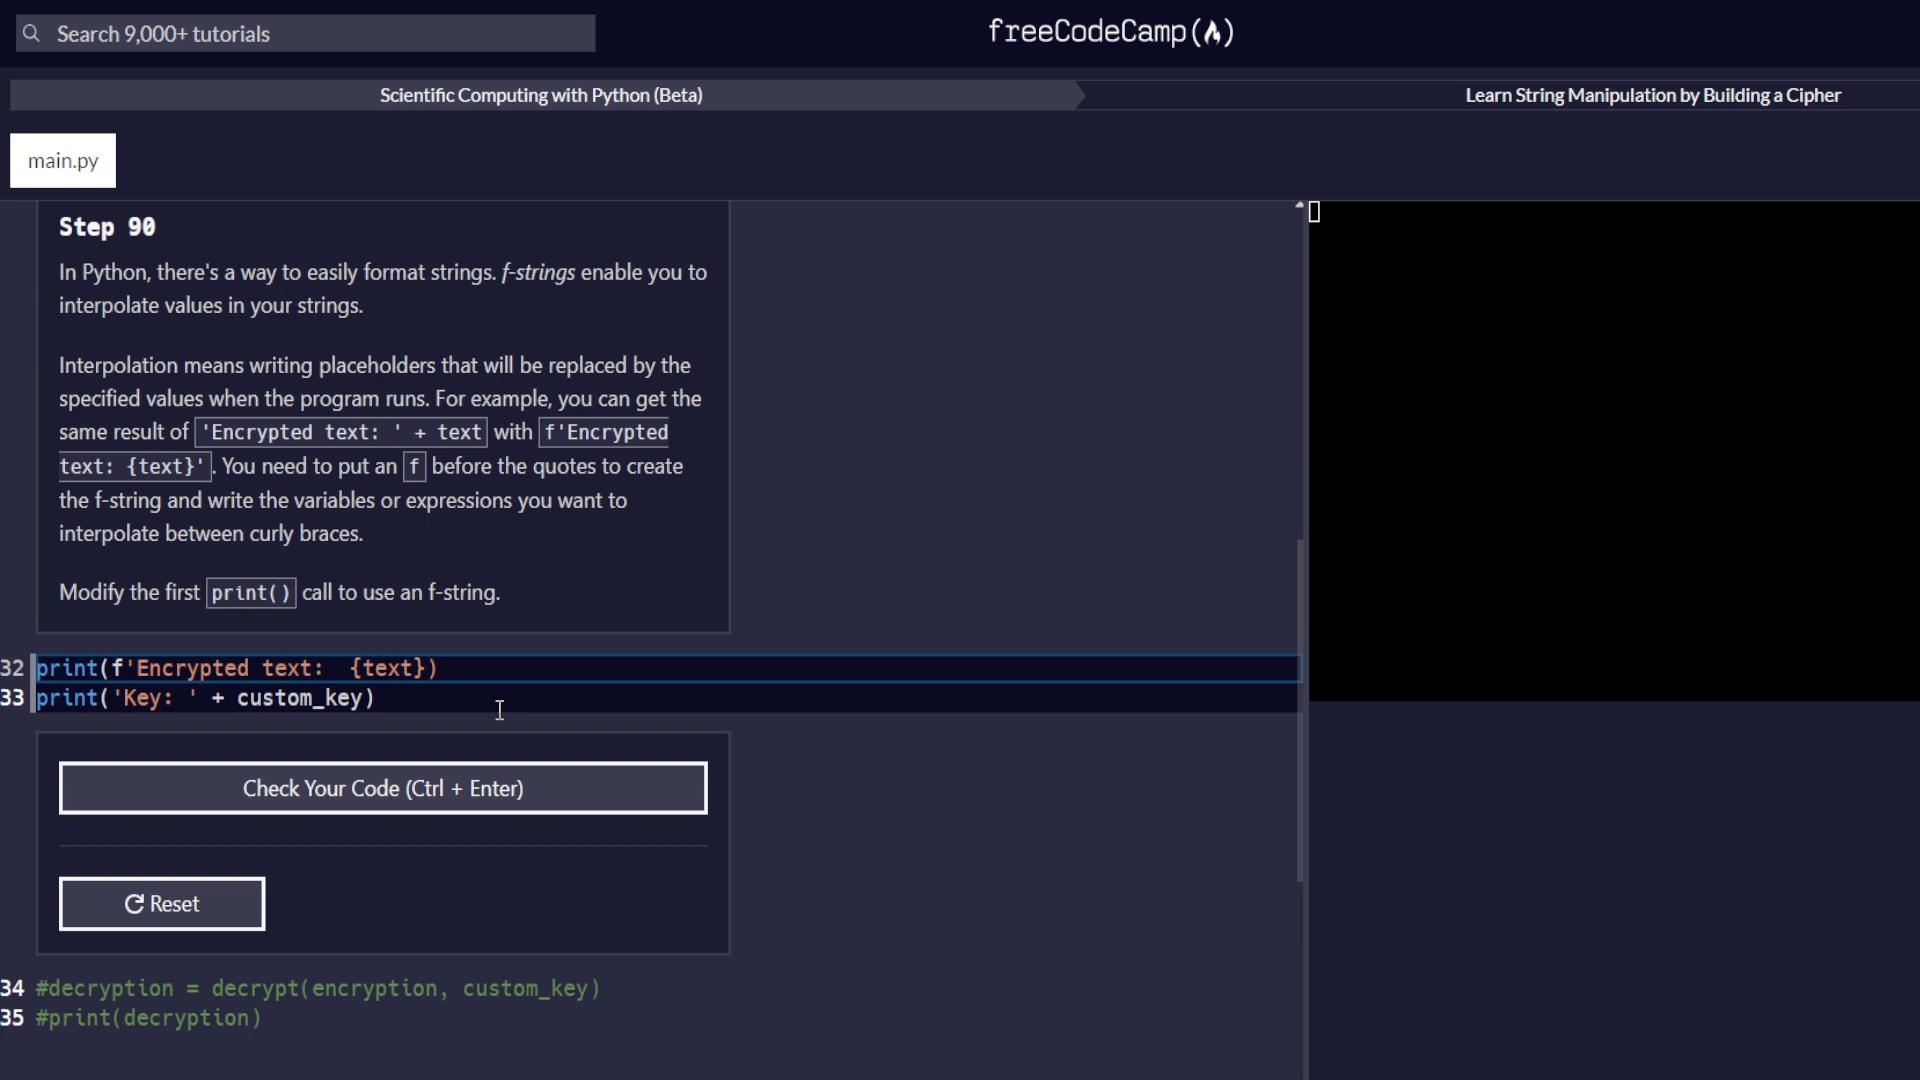 Search 9,000+ tutorials
freeCodeCamp(🔥)
Scientific Computing with Python (Beta)
Learn String Manipulation by Building a Cipher
main.py
Step 90
In Python, there's a way to easily format strings. f-strings enable you to
interpolate values in your strings.
Interpolation means writing placeholders that will be replaced by the
specified values when the program runs. For example, you can get the
same result of 'Encrypted text: ' + text with f'Encrypted
text: {text}'. You need to put an f before the quotes to create
the f-string and write the variables or expressions you want to
interpolate between curly braces.
Modify the first print() call to use an f-string.
32 print(f'Encrypted text:  {text})
33 print('Key: ' + custom_key)
Check Your Code (Ctrl + Enter)
Reset
34 #decryption = decrypt(encryption, custom_key)
35 #print(decryption)